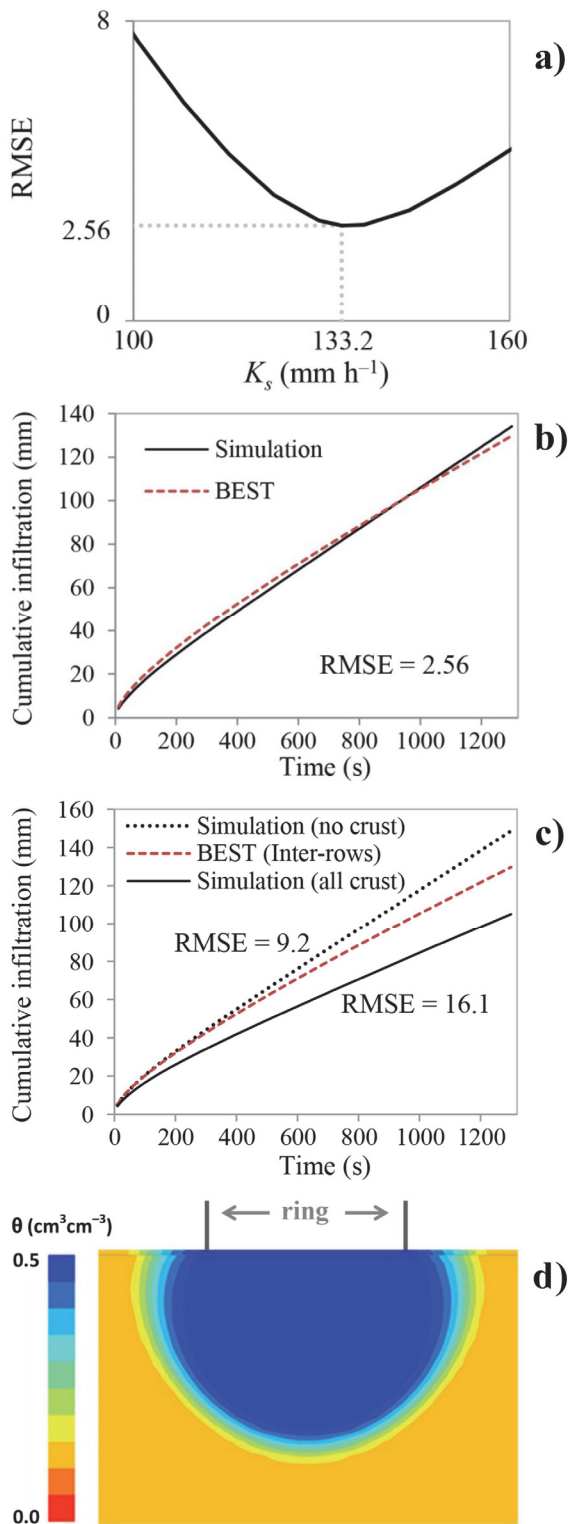 8
a)
RMSE
2.56
0
100
133.2
160
Kₛ (mm h⁻¹)
140
b)
120
100
80
60
40
20
0
Cumulative infiltration (mm)
Simulation
BEST
RMSE = 2.56
0 200 400 600 800 1000 1200
Time (s)
160
c)
140
120
100
80
60
40
20
0
Cumulative infiltration (mm)
Simulation (no crust)
BEST (Inter-rows)
Simulation (all crust)
RMSE = 9.2
RMSE = 16.1
0 200 400 600 800 1000 1200
Time (s)
θ (cm³cm⁻³)
ring
d)
0.5
0.0